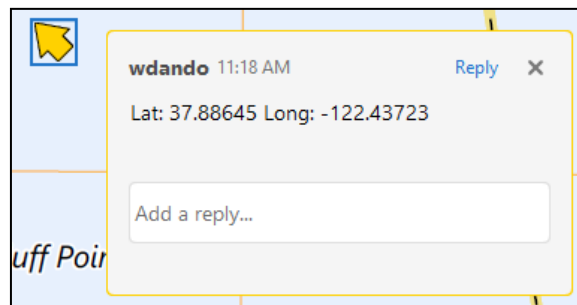 wdando 11:18 AM Reply
Lat: 37.88645 Long: -122.43723
Add a reply...
uff Poir